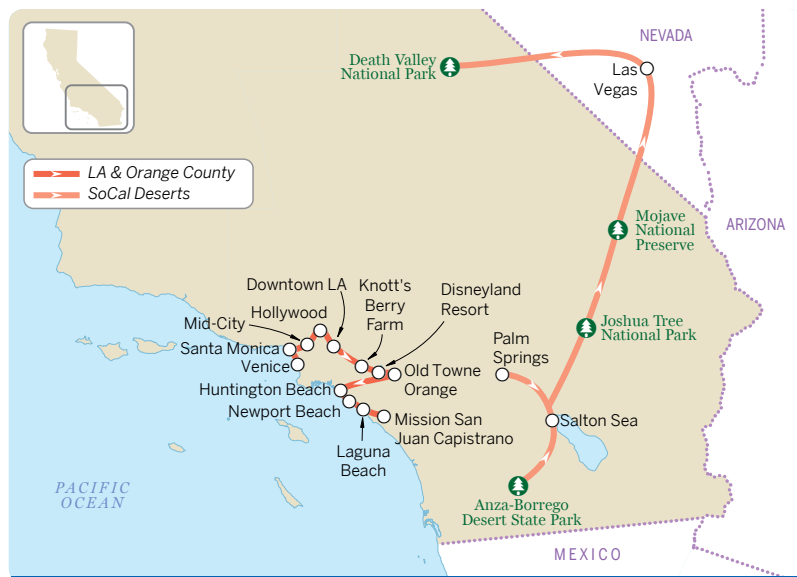 NEVADA
Death Valley
National Park
Las
Vegas
LA & Orange County
SoCal Deserts
Mojave
National
Preserve
ARIZONA
Downtown LA
Knott's
Berry
Farm
Disneyland
Resort
Hollywood
Mid-City
Joshua Tree
National Park
Santa Monica
Palm
Springs
Venice
Old Towne
Orange
Huntington Beach
Newport Beach
Mission San
Juan Capistrano
Salton Sea
Laguna
Beach
PACIFIC
OCEAN
Anza-Borrego
Desert State Park
MEXICO